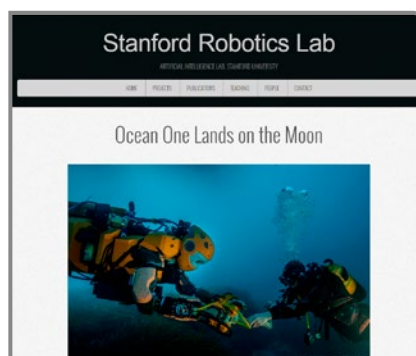 Stanford Robotics Lab
ARTIFICIAL INTELLIGENCE LAB, STANFORD UNIVERSITY
HOME PROJECTS PUBLICATIONS TEACHING PEOPLE CONTACT
Ocean One Lands on the Moon